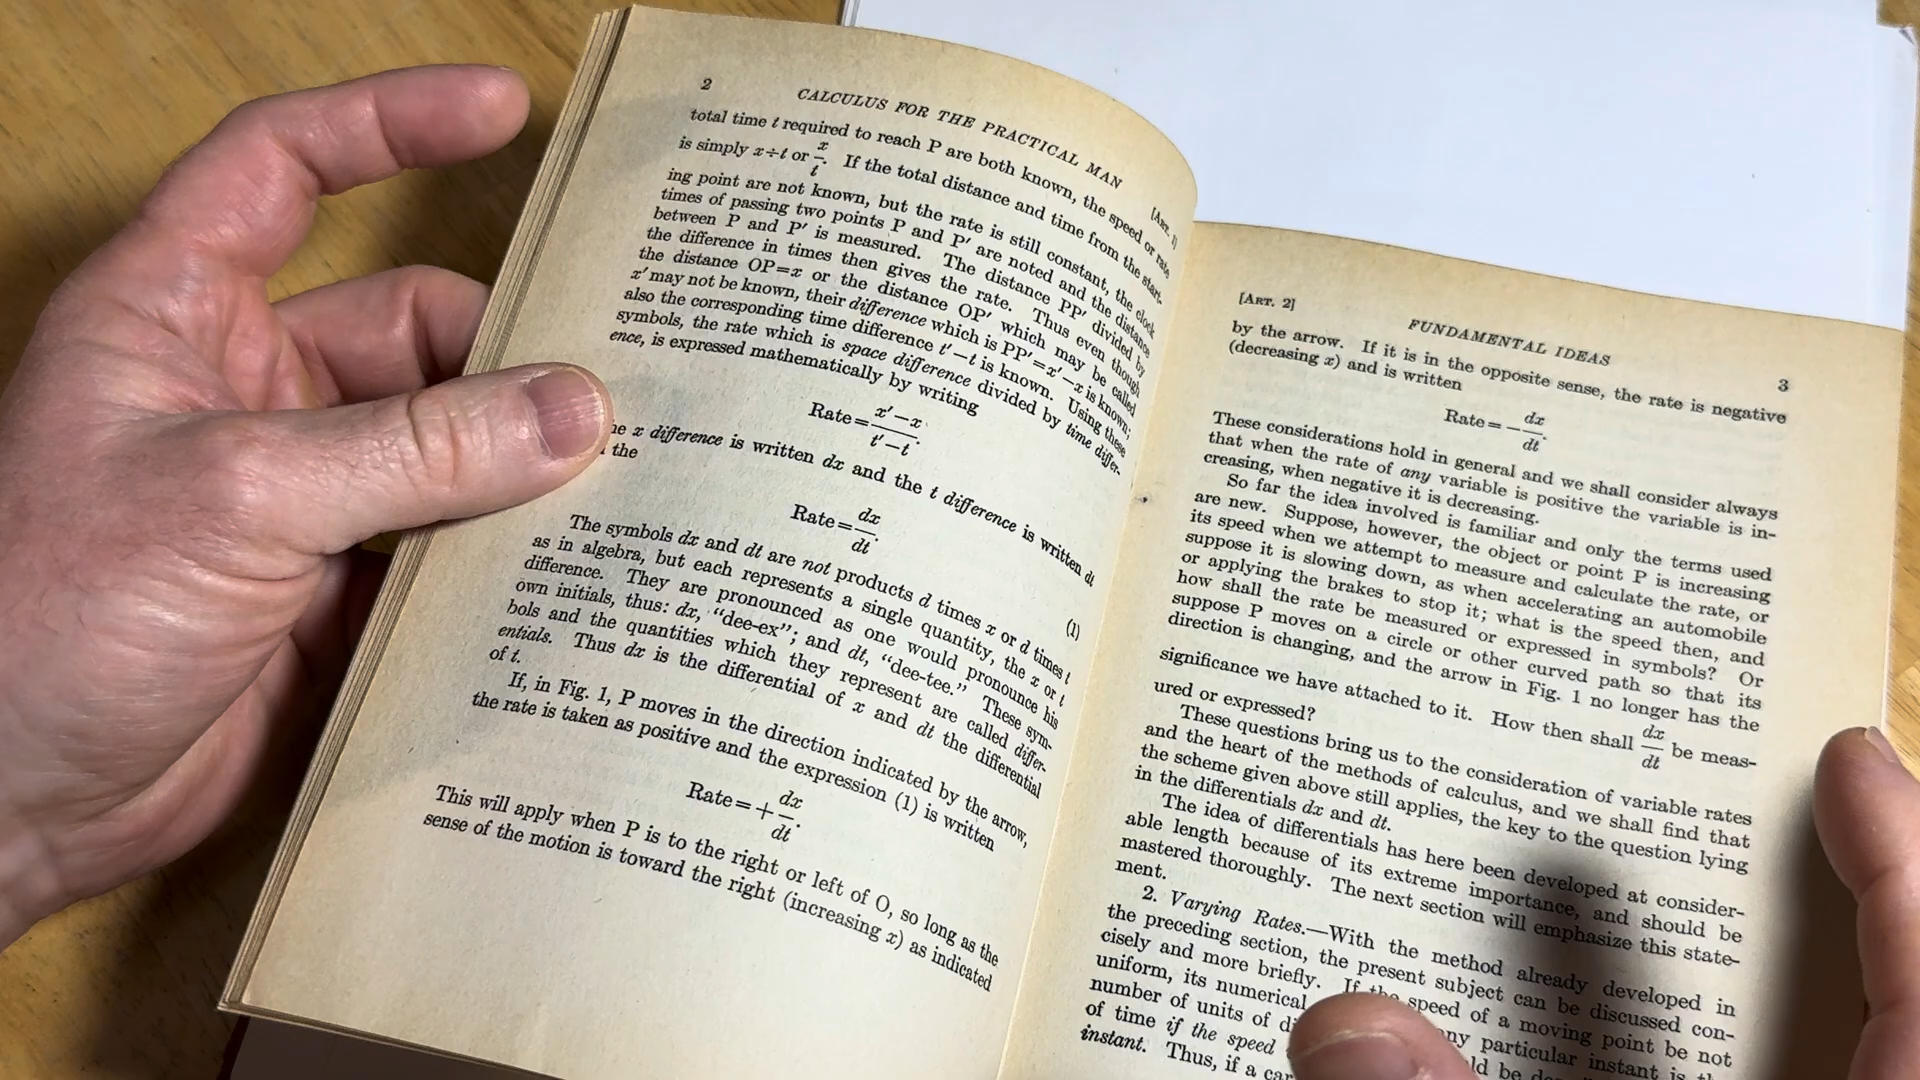 2
CALCULUS FOR THE PRACTICAL MAN
[Art. 1]
total time t required to reach P are both known, the speed or rate
is simply x÷t or x/t. If the total distance and time from the start-
ing point are not known, but the rate is still constant, the clock
times of passing two points P and P′ are noted and the distance
between P and P′ is measured. The distance PP′ divided by
the difference in times then gives the rate. Thus even though
the distance OP=x or the distance OP′ which may be called
x′ may not be known, their difference which is PP′=x′−x is known;
also the corresponding time difference t′−t is known. Using these
symbols, the rate which is space difference divided by time differ-
ence, is expressed mathematically by writing
Rate=x′−x/t′−t.
x difference is written dx and the t difference is written dt
the
Rate=dx/dt. (1)
The symbols dx and dt are not products d times x or d times t
as in algebra, but each represents a single quantity, the x or t
difference. They are pronounced as one would pronounce his
own initials, thus: dx, “dee-ex”; and dt, “dee-tee.” These sym-
bols and the quantities which they represent are called differ-
entials. Thus dx is the differential of x and dt the differential
of t.
If, in Fig. 1, P moves in the direction indicated by the arrow,
the rate is taken as positive and the expression (1) is written
Rate=+dx/dt.
This will apply when P is to the right or left of O, so long as the
sense of the motion is toward the right (increasing x) as indicated
[Art. 2]
FUNDAMENTAL IDEAS
3
by the arrow. If it is in the opposite sense, the rate is negative
(decreasing x) and is written
Rate=−dx/dt.
These considerations hold in general and we shall consider always
that when the rate of any variable is positive the variable is in-
creasing, when negative it is decreasing.
So far the idea involved is familiar and only the terms used
are new. Suppose, however, the object or point P is increasing
its speed when we attempt to measure and calculate the rate, or
suppose it is slowing down, as when accelerating an automobile
or applying the brakes to stop it; what is the speed then, and
how shall the rate be measured or expressed in symbols? Or
suppose P moves on a circle or other curved path so that its
direction is changing, and the arrow in Fig. 1 no longer has the
significance we have attached to it. How then shall dx/dt be meas-
ured or expressed?
These questions bring us to the consideration of variable rates
and the heart of the methods of calculus, and we shall find that
the scheme given above still applies, the key to the question lying
in the differentials dx and dt.
The idea of differentials has here been developed at consider-
able length because of its extreme importance, and should be
mastered thoroughly. The next section will emphasize this state-
ment.
2. Varying Rates.—With the method already developed in
the preceding section, the present subject can be discussed con-
cisely and more briefly. If the speed of a moving point be not
uniform, its numerical any particular instant is
number of units of
of time if the speed
instant. Thus, if a car